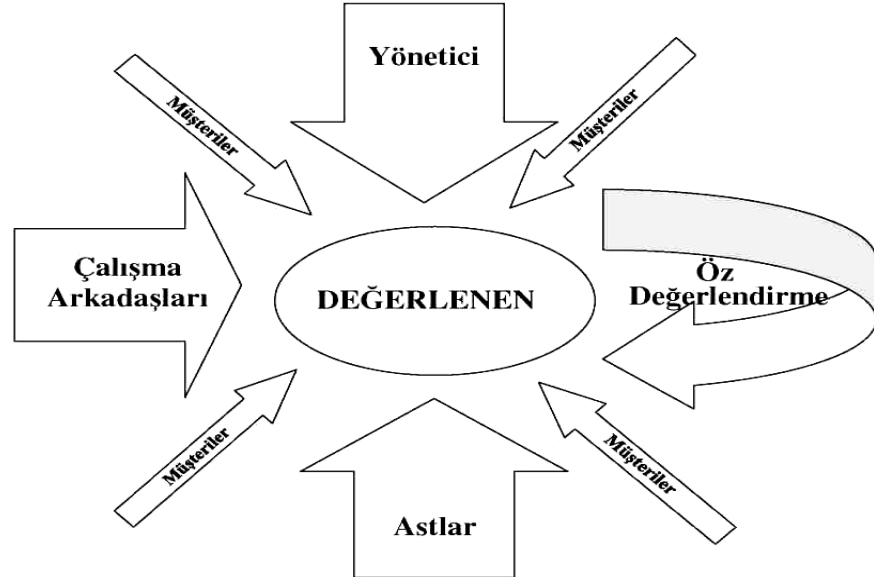 Yönetici
Müşteriler
Müşteriler
Çalışma
Arkadaşları
DEĞERLENEN
Öz
Değerlendirme
Müşteriler
Müşteriler
Astlar